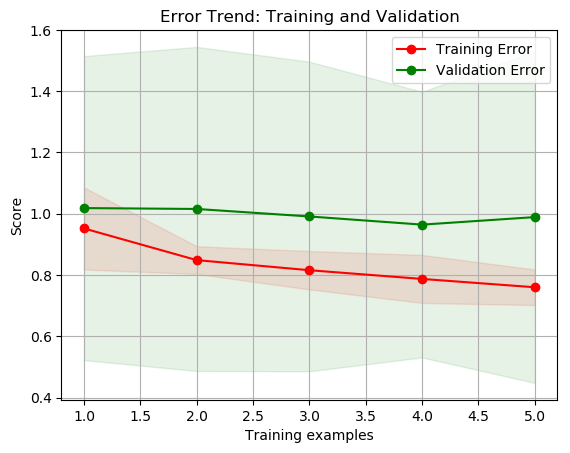 Error Trend: Training and Validation
Training Error
Validation Error
Score
1.6
1.4
1.2
1.0
0.8
0.6
0.4
1.0 1.5 2.0 2.5 3.0 3.5 4.0 4.5 5.0
Training examples